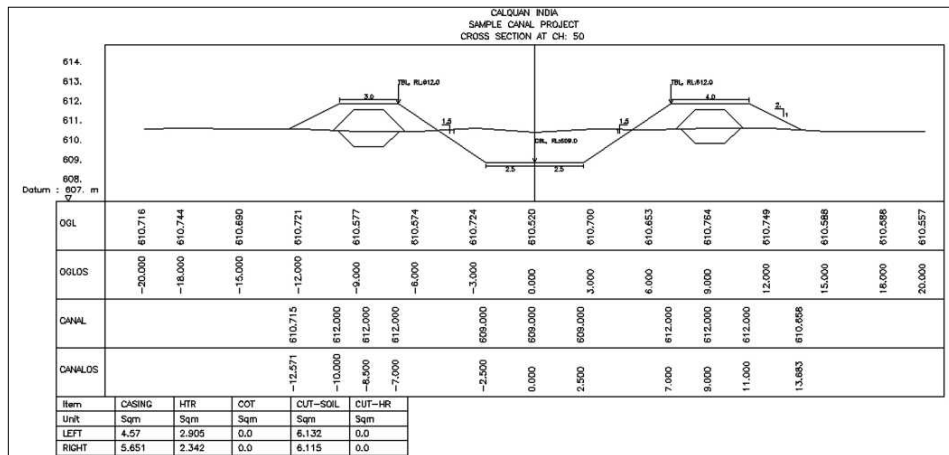 CALQUAN INDIA
SAMPLE CANAL PROJECT
CROSS SECTION AT CH: 50
614.
613.
612.
611.
610.
609.
608.
Datum : 607. m
TBL, RL:612.0
3.0
TBL, RL:612.0
4.0
2.
1
1.5
1
1.5
1
CBL, RL:609.0
2.5 2.5
OGL 610.716 610.744 610.690 610.721 610.577 610.574 610.724 610.520 610.700 610.653 610.764 610.749 610.588 610.588 610.557
OGLOS -20.000 -18.000 -15.000 -12.000 -9.000 -6.000 -3.000 0.000 3.000 6.000 9.000 12.000 15.000 18.000 20.000
CANAL 610.715 612.000 612.000 612.000 609.000 609.000 609.000 612.000 612.000 612.000 610.658
CANALOS -12.571 -10.000 -8.500 -7.000 -2.500 0.000 2.500 7.000 9.000 11.000 13.683
Item CASING HTR COT CUT-SOIL CUT-HR
Unit Sqm Sqm Sqm Sqm Sqm
LEFT 4.57 2.905 0.0 6.132 0.0
RIGHT 5.651 2.342 0.0 6.115 0.0